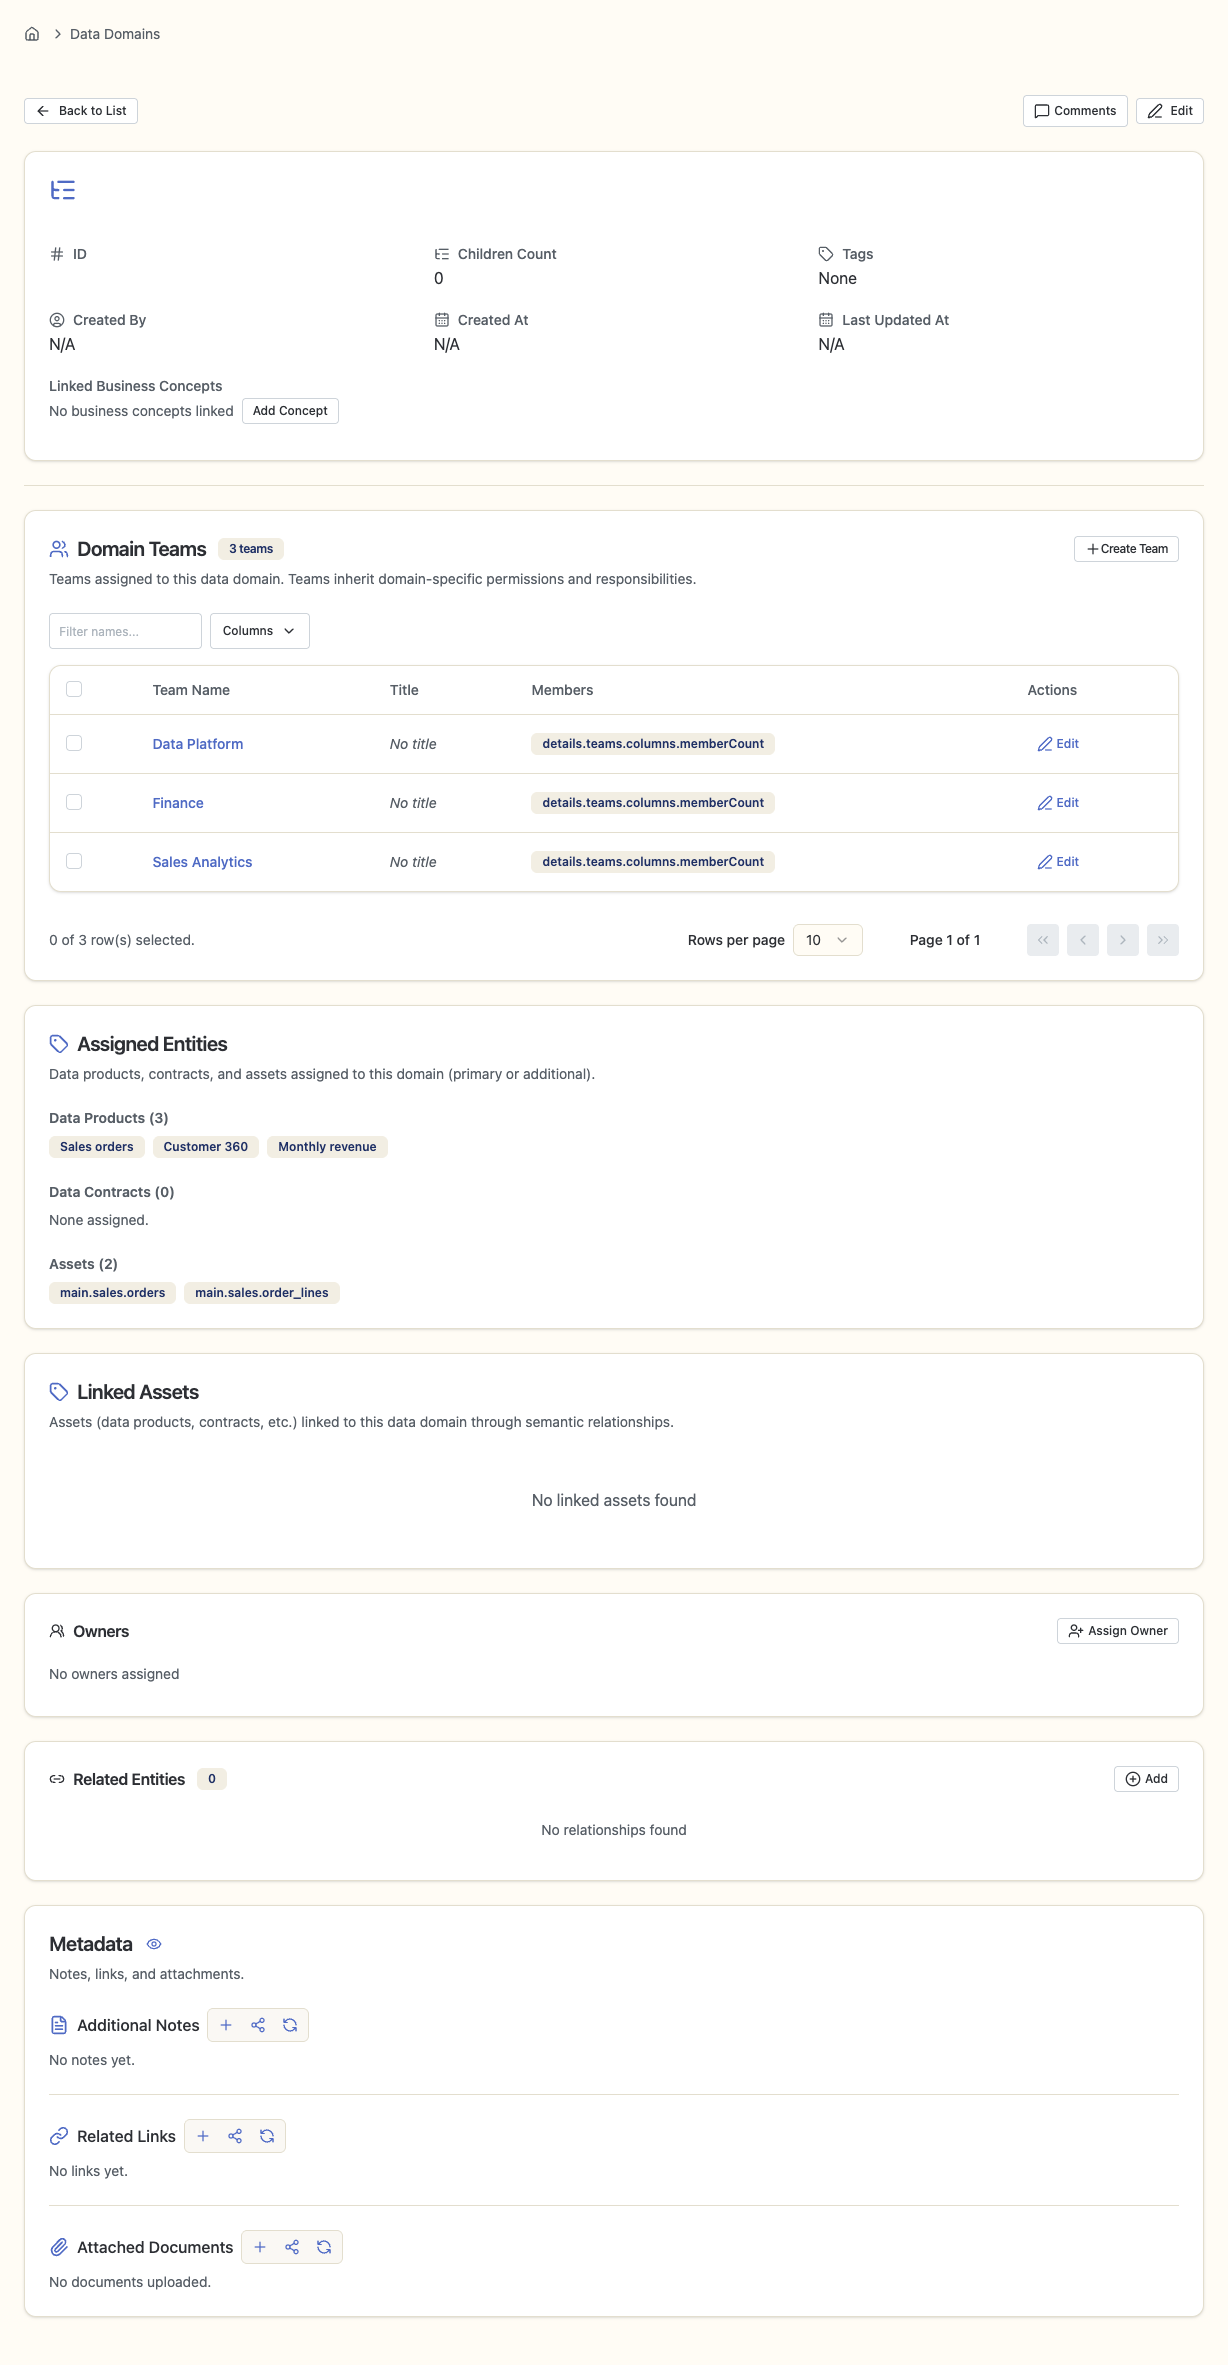 Data Domains
Back to List
Comments
Edit
ID
Children Count
Tags
0
None
Created By
Created At
Last Updated At
N/A
N/A
N/A
Linked Business Concepts
No business concepts linked
Add Concept
Domain Teams
3 teams
Create Team
Teams assigned to this data domain. Teams inherit domain-specific permissions and responsibilities.
Filter names...
Columns
Team Name
Title
Members
Actions
Data Platform
No title
details.teams.columns.memberCount
Edit
Finance
No title
details.teams.columns.memberCount
Edit
Sales Analytics
No title
details.teams.columns.memberCount
Edit
0 of 3 row(s) selected.
Rows per page
10
Page 1 of 1
Assigned Entities
Data products, contracts, and assets assigned to this domain (primary or additional).
Data Products (3)
Sales orders
Customer 360
Monthly revenue
Data Contracts (0)
None assigned.
Assets (2)
main.sales.orders
main.sales.order_lines
Linked Assets
Assets (data products, contracts, etc.) linked to this data domain through semantic relationships.
No linked assets found
Owners
Assign Owner
No owners assigned
Related Entities
0
Add
No relationships found
Metadata
Notes, links, and attachments.
Additional Notes
No notes yet.
Related Links
No links yet.
Attached Documents
No documents uploaded.